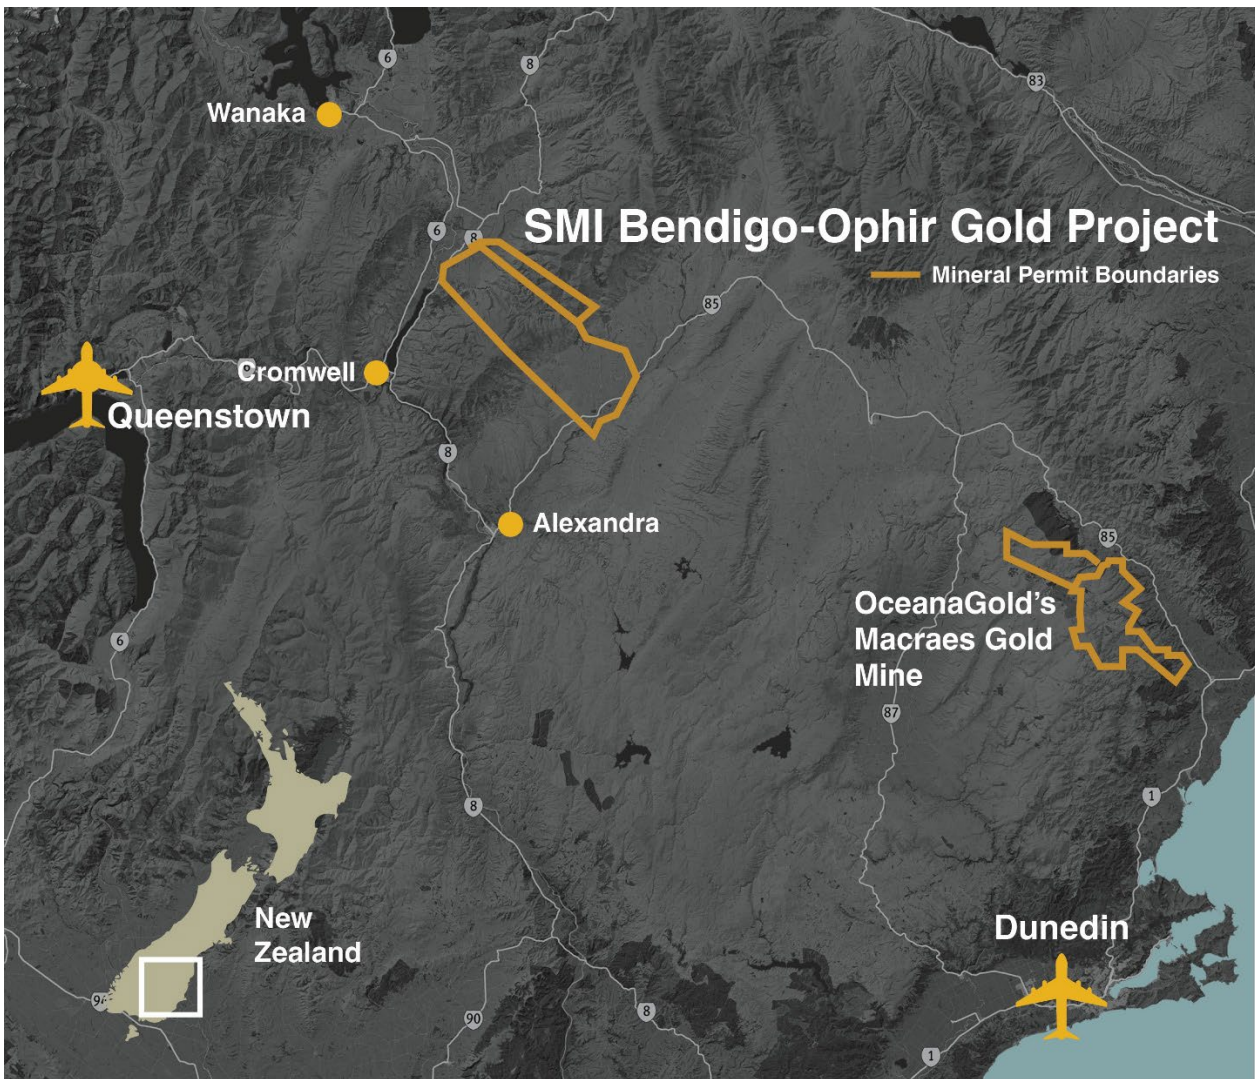 6
8
83
Wanaka
SMI Bendigo-Ophir Gold Project
6
8
Mineral Permit Boundaries
85
Cromwell
Queenstown
8
Alexandra
85
OceanaGold's
Macraes Gold
Mine
6
87
1
8
New
Zealand
Dunedin
90
8
1